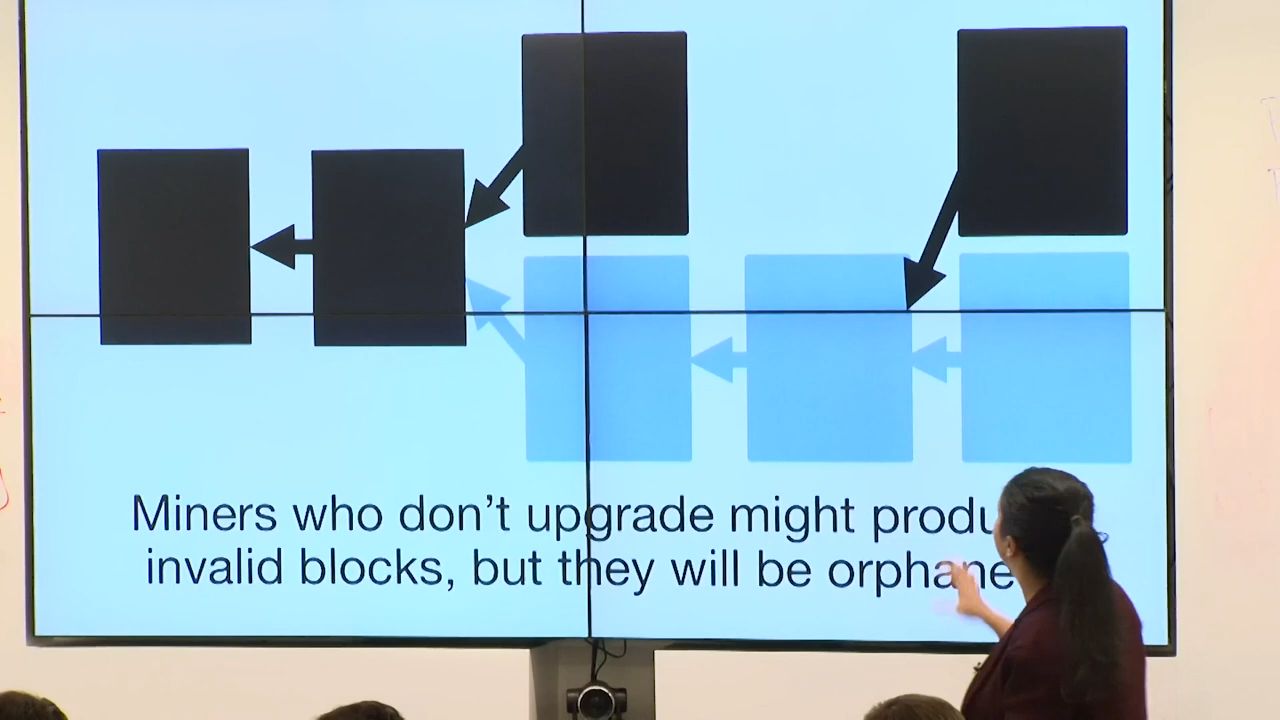 Miners who don't upgrade might produ
invalid blocks, but they will be orphane